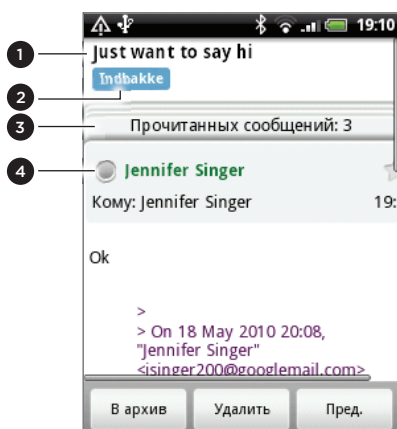 19:10
1 Just want to say hi
2 Indbakke
3 Прочитанных сообщений: 3
4 Jennifer Singer
Кому: Jennifer Singer 19:
Ok
>
> On 18 May 2010 20:08,
"Jennifer Singer"
<isinger200@googlemail.com>
В архив Удалить Пред.